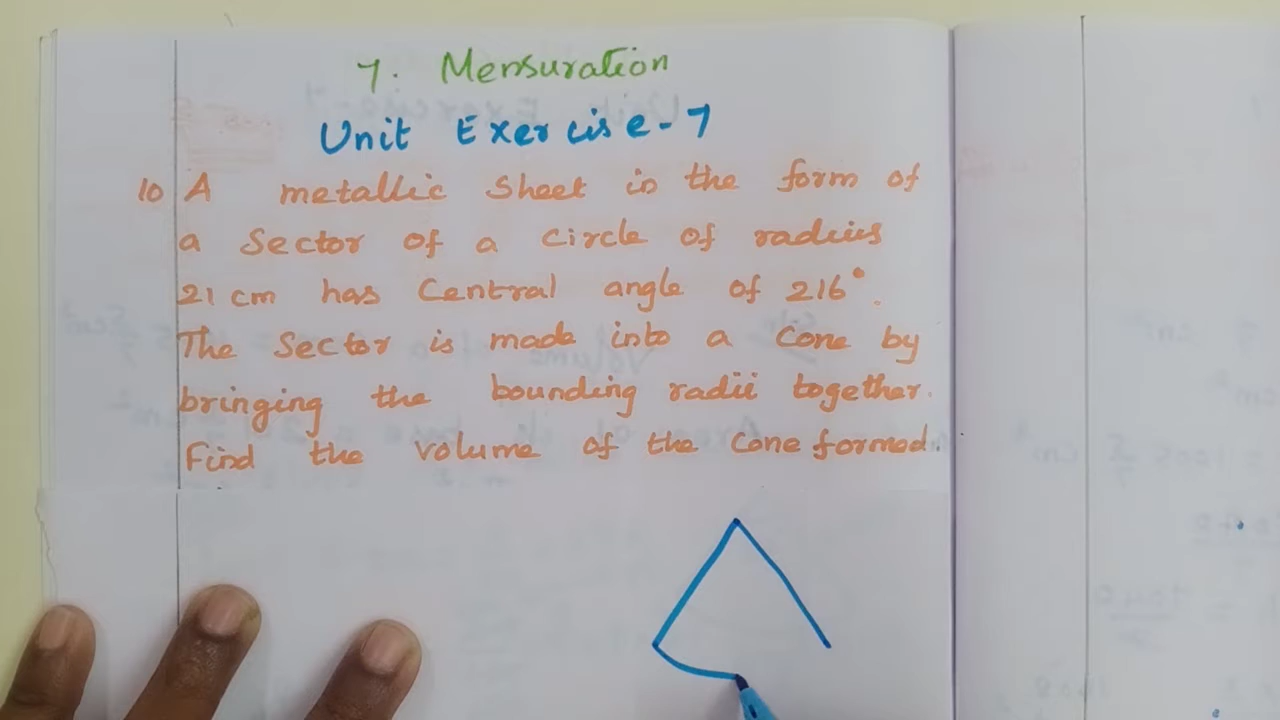 7. Mensuration
Unit Exercise-7
10 A metallic sheet in the form of
a Sector of a circle of radius
21 cm has Central angle of 216°.
The Sector is made into a Cone by
bringing the bounding radii together.
Find the volume of the Cone formed.